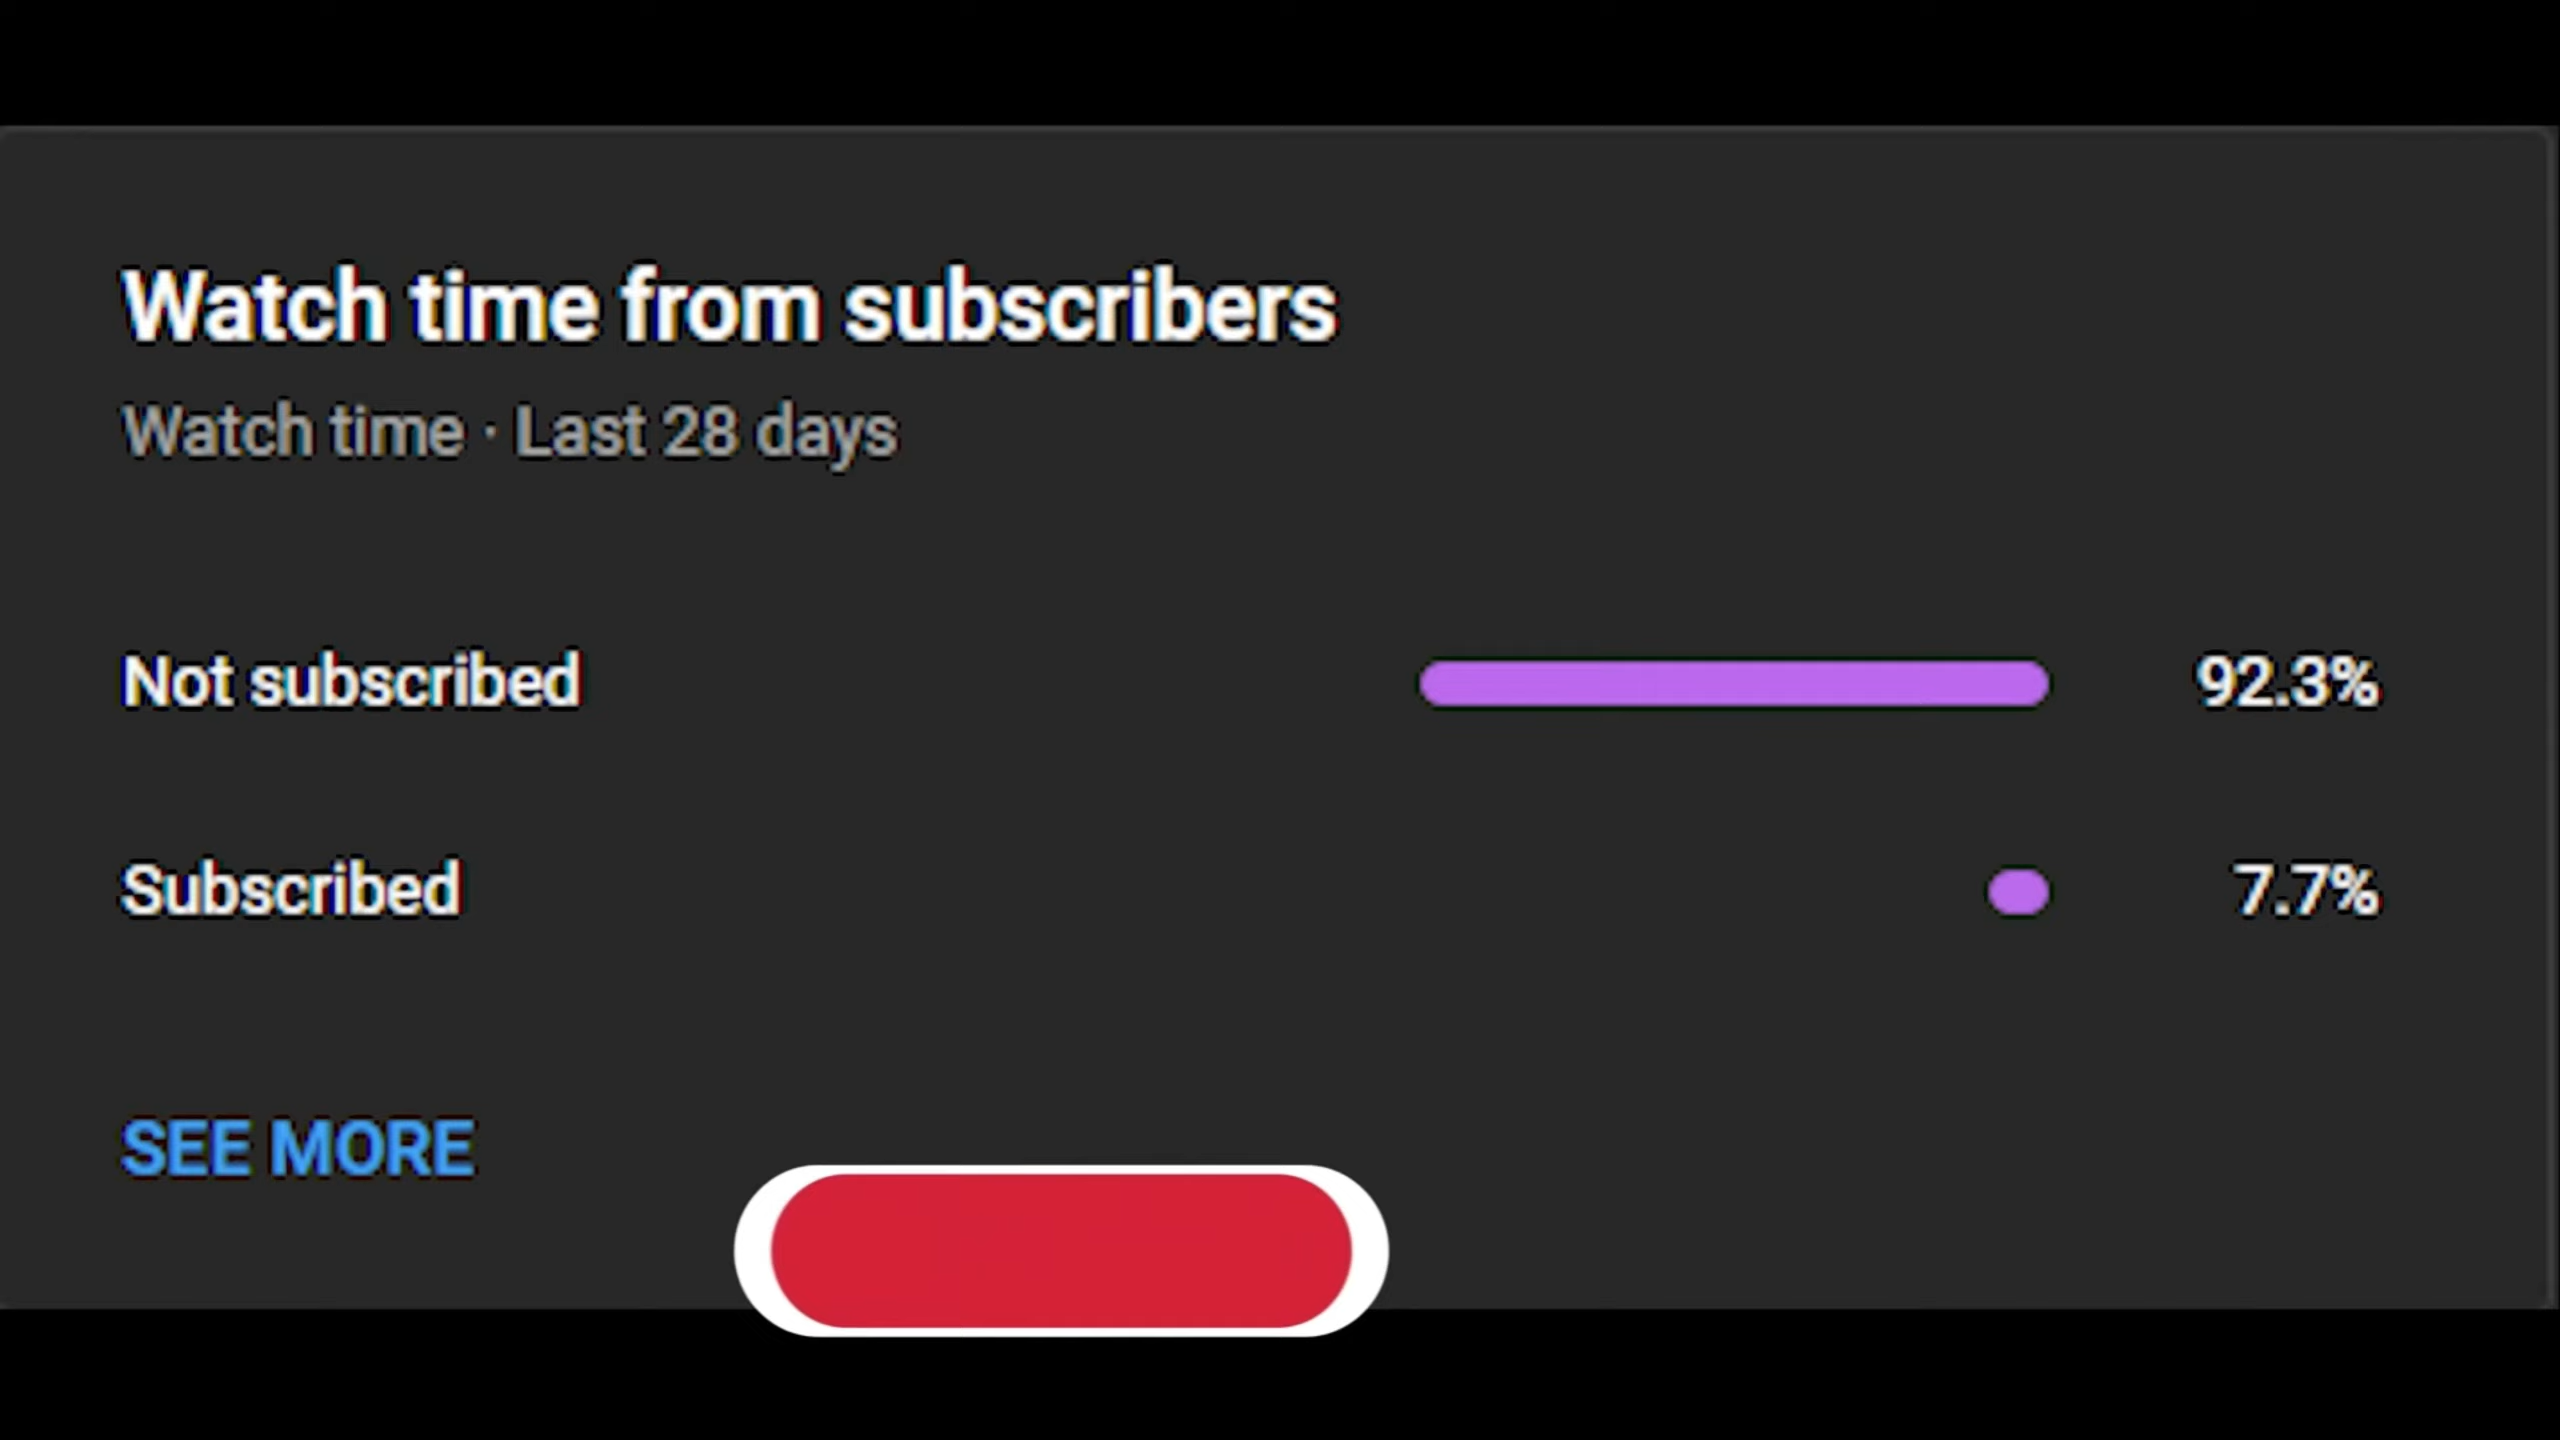 Watch time from subscribers
Watch time · Last 28 days
Not subscribed 92.3%
Subscribed 7.7%
SEE MORE